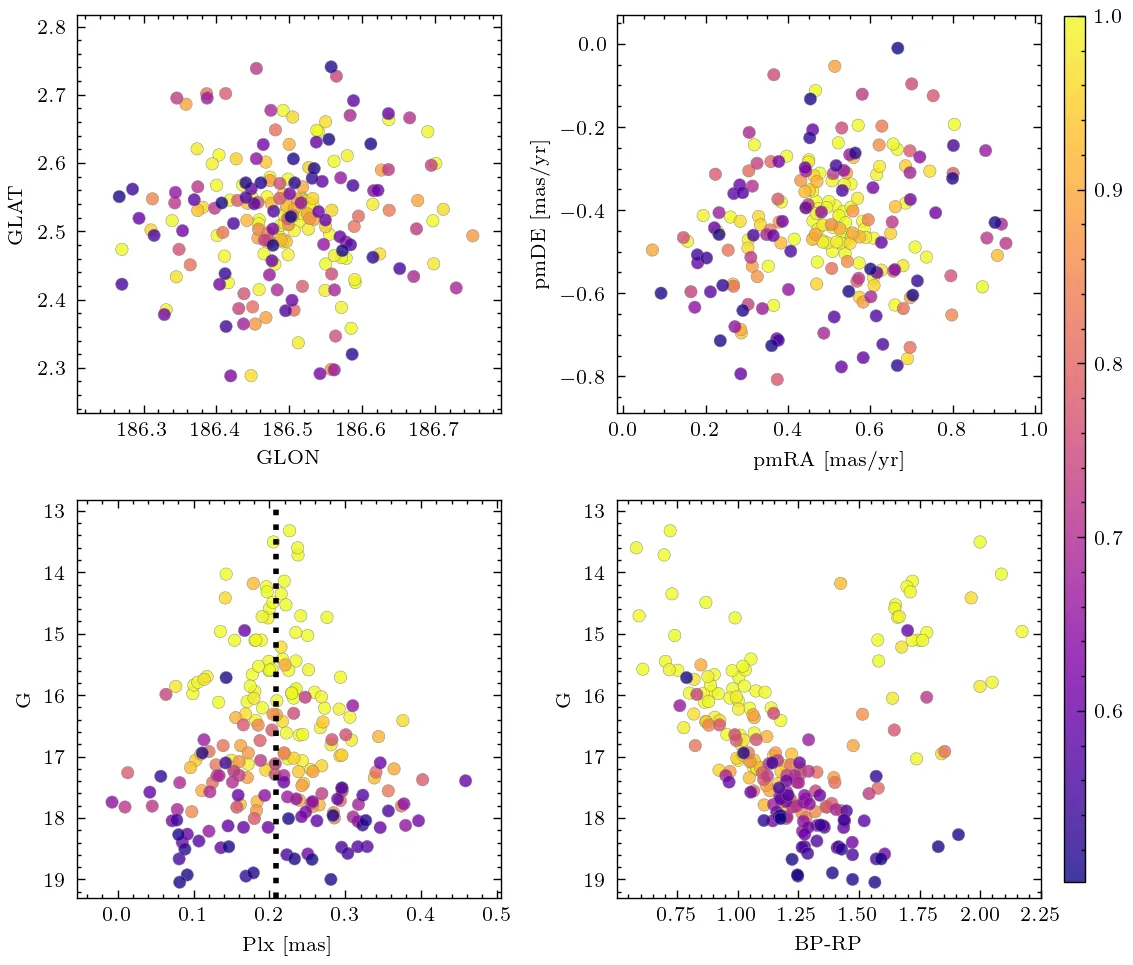 2.8
2.7
2.6
2.5
2.4
2.3
GLAT
186.3 186.4 186.5 186.6 186.7
GLON
0.0
−0.2
−0.4
−0.6
−0.8
pmDE [mas/yr]
0.0 0.2 0.4 0.6 0.8 1.0
pmRA [mas/yr]
13
14
15
16
17
18
19
G
0.0 0.1 0.2 0.3 0.4 0.5
Plx [mas]
13
14
15
16
17
18
19
G
0.75 1.00 1.25 1.50 1.75 2.00 2.25
BP-RP
1.0
0.9
0.8
0.7
0.6